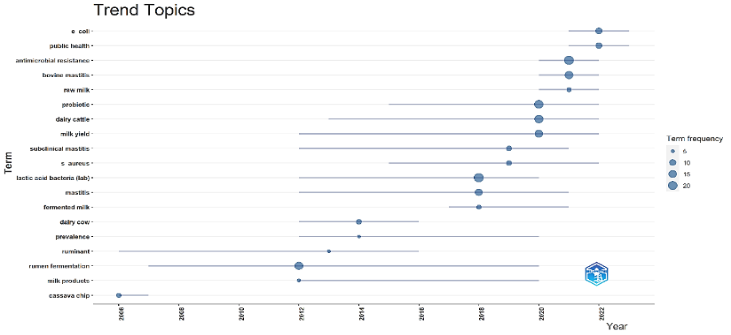 Trend Topics
e. coli
public health
antimicrobial resistance
bovine mastitis
raw milk
probiotic
dairy cattle
milk yield
subclinical mastitis
s. aureus
lactic acid bacteria (lab)
mastitis
fermented milk
dairy cow
prevalence
ruminant
rumen fermentation
milk products
cassava chip
Term
2006
2008
2010
2012
2014
2016
2018
2020
2022
Year
Term frequency
5
10
15
20